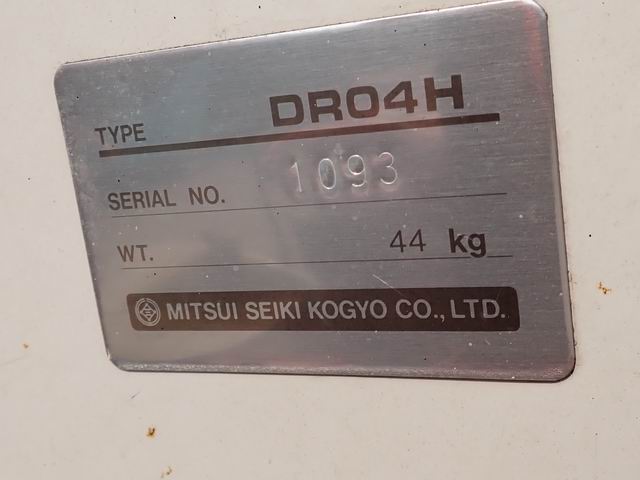 TYPE DR04H
SERIAL NO. 1093
WT. 44 kg
MITSUI SEIKI KOGYO CO., LTD.